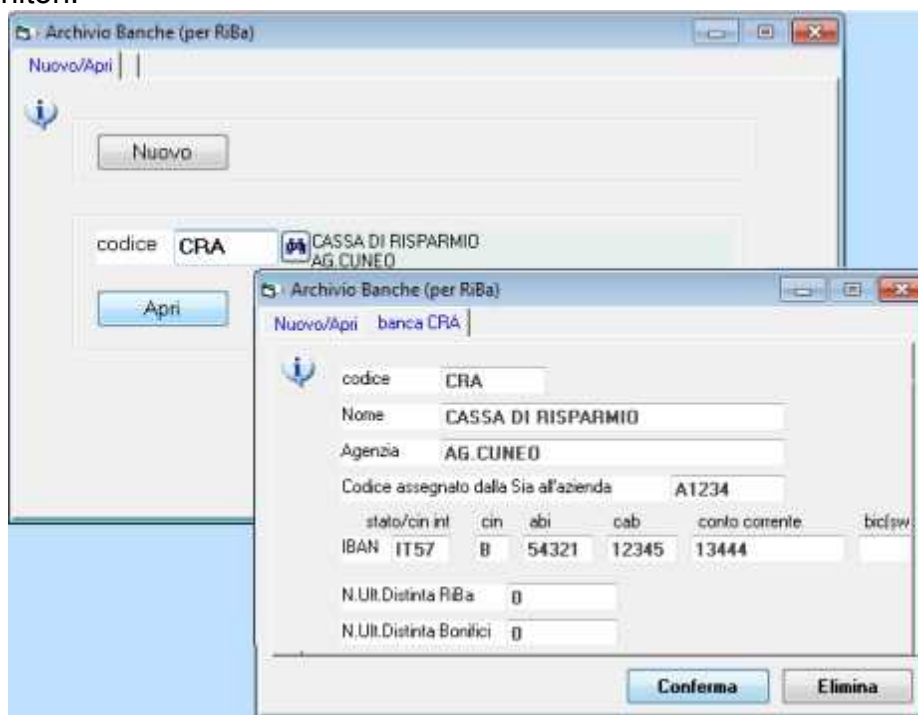 Archivio Banche (per RiBa)
Nuovo/Apri
Nuovo
codice CRA CASSA DI RISPARMIO
AG.CUNEO
Apri
Archivio Banche (per RiBa)
Nuovo/Apri banca CRA
codice CRA
Nome CASSA DI RISPARMIO
Agenzia AG.CUNEO
Codice assegnato dalla Sia all'azienda A1234
stato/cin int cin abi cab conto corrente bic(sw
IBAN IT57 B 54321 12345 13444
N.Ult.Distinta RiBa 0
N.Ult.Distinta Bonifici 0
Conferma Elimina